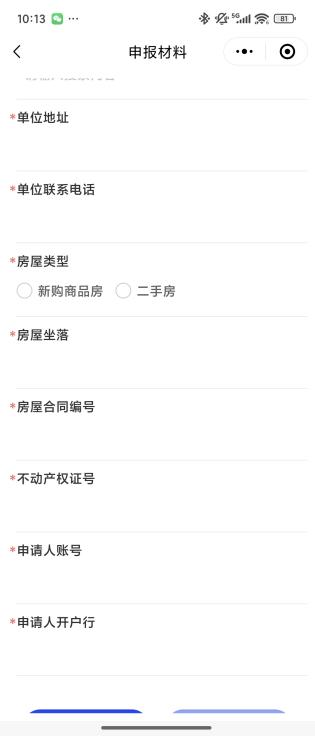 10:13
5G
81
申报材料
*单位地址
*单位联系电话
*房屋类型
新购商品房 二手房
*房屋坐落
*房屋合同编号
*不动产权证号
*申请人账号
*申请人开户行